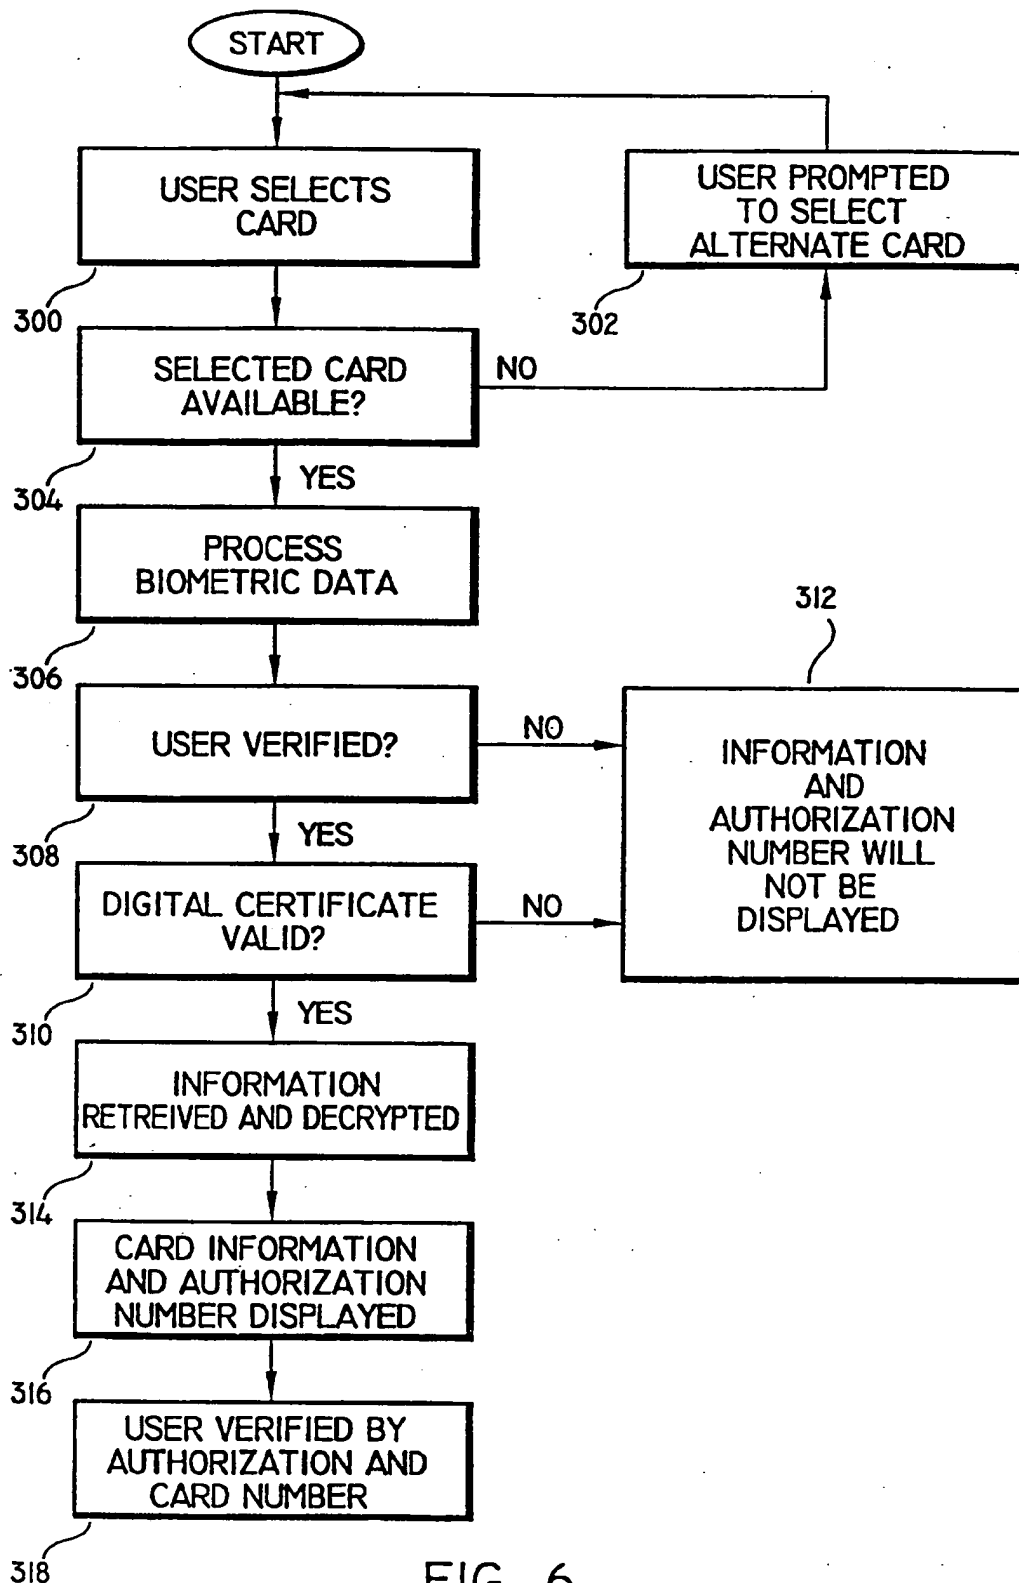 START
USER SELECTS
CARD
300
USER PROMPTED
TO SELECT
ALTERNATE CARD
302
SELECTED CARD
AVAILABLE?
NO
304
YES
PROCESS
BIOMETRIC DATA
306
USER VERIFIED?
NO
308
YES
312
INFORMATION
AND
AUTHORIZATION
NUMBER WILL
NOT BE
DISPLAYED
DIGITAL CERTIFICATE
VALID?
NO
310
YES
INFORMATION
RETREIVED AND DECRYPTED
314
CARD INFORMATION
AND AUTHORIZATION
NUMBER DISPLAYED
316
USER VERIFIED BY
AUTHORIZATION AND
CARD NUMBER
318
FIG. 6